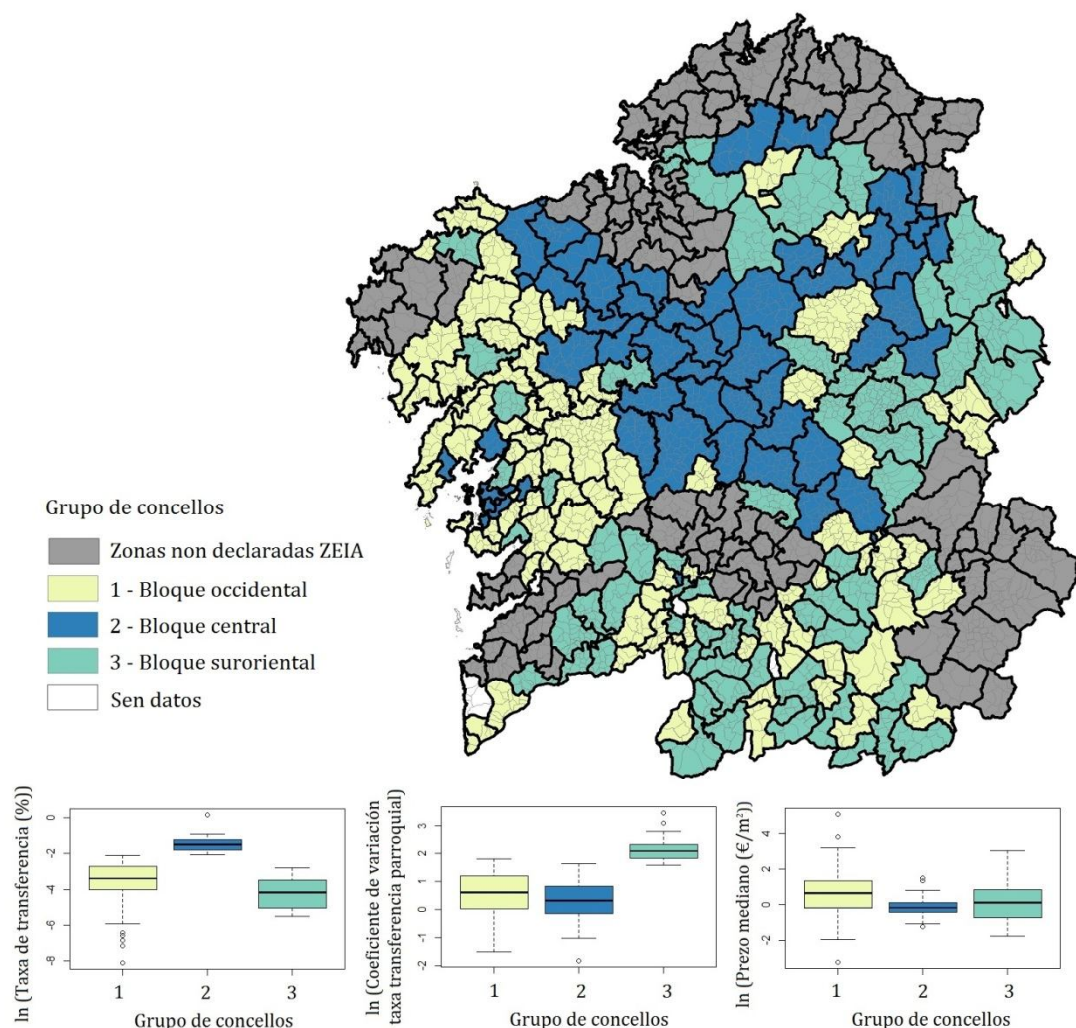 Grupo de concellos
Zonas non declaradas ZEIA
1 - Bloque occidental
2 - Bloque central
3 - Bloque suroriental
Sen datos
ln (Taxa de transferencia (%))
0
-2
-4
-6
-8
1 2 3
Grupo de concellos
ln (Coeficiente de variación
taxa transferencia parroquial)
3
2
1
0
-1
-2
1 2 3
Grupo de concellos
ln (Prezo mediano (€/m²))
4
2
0
-2
1 2 3
Grupo de concellos